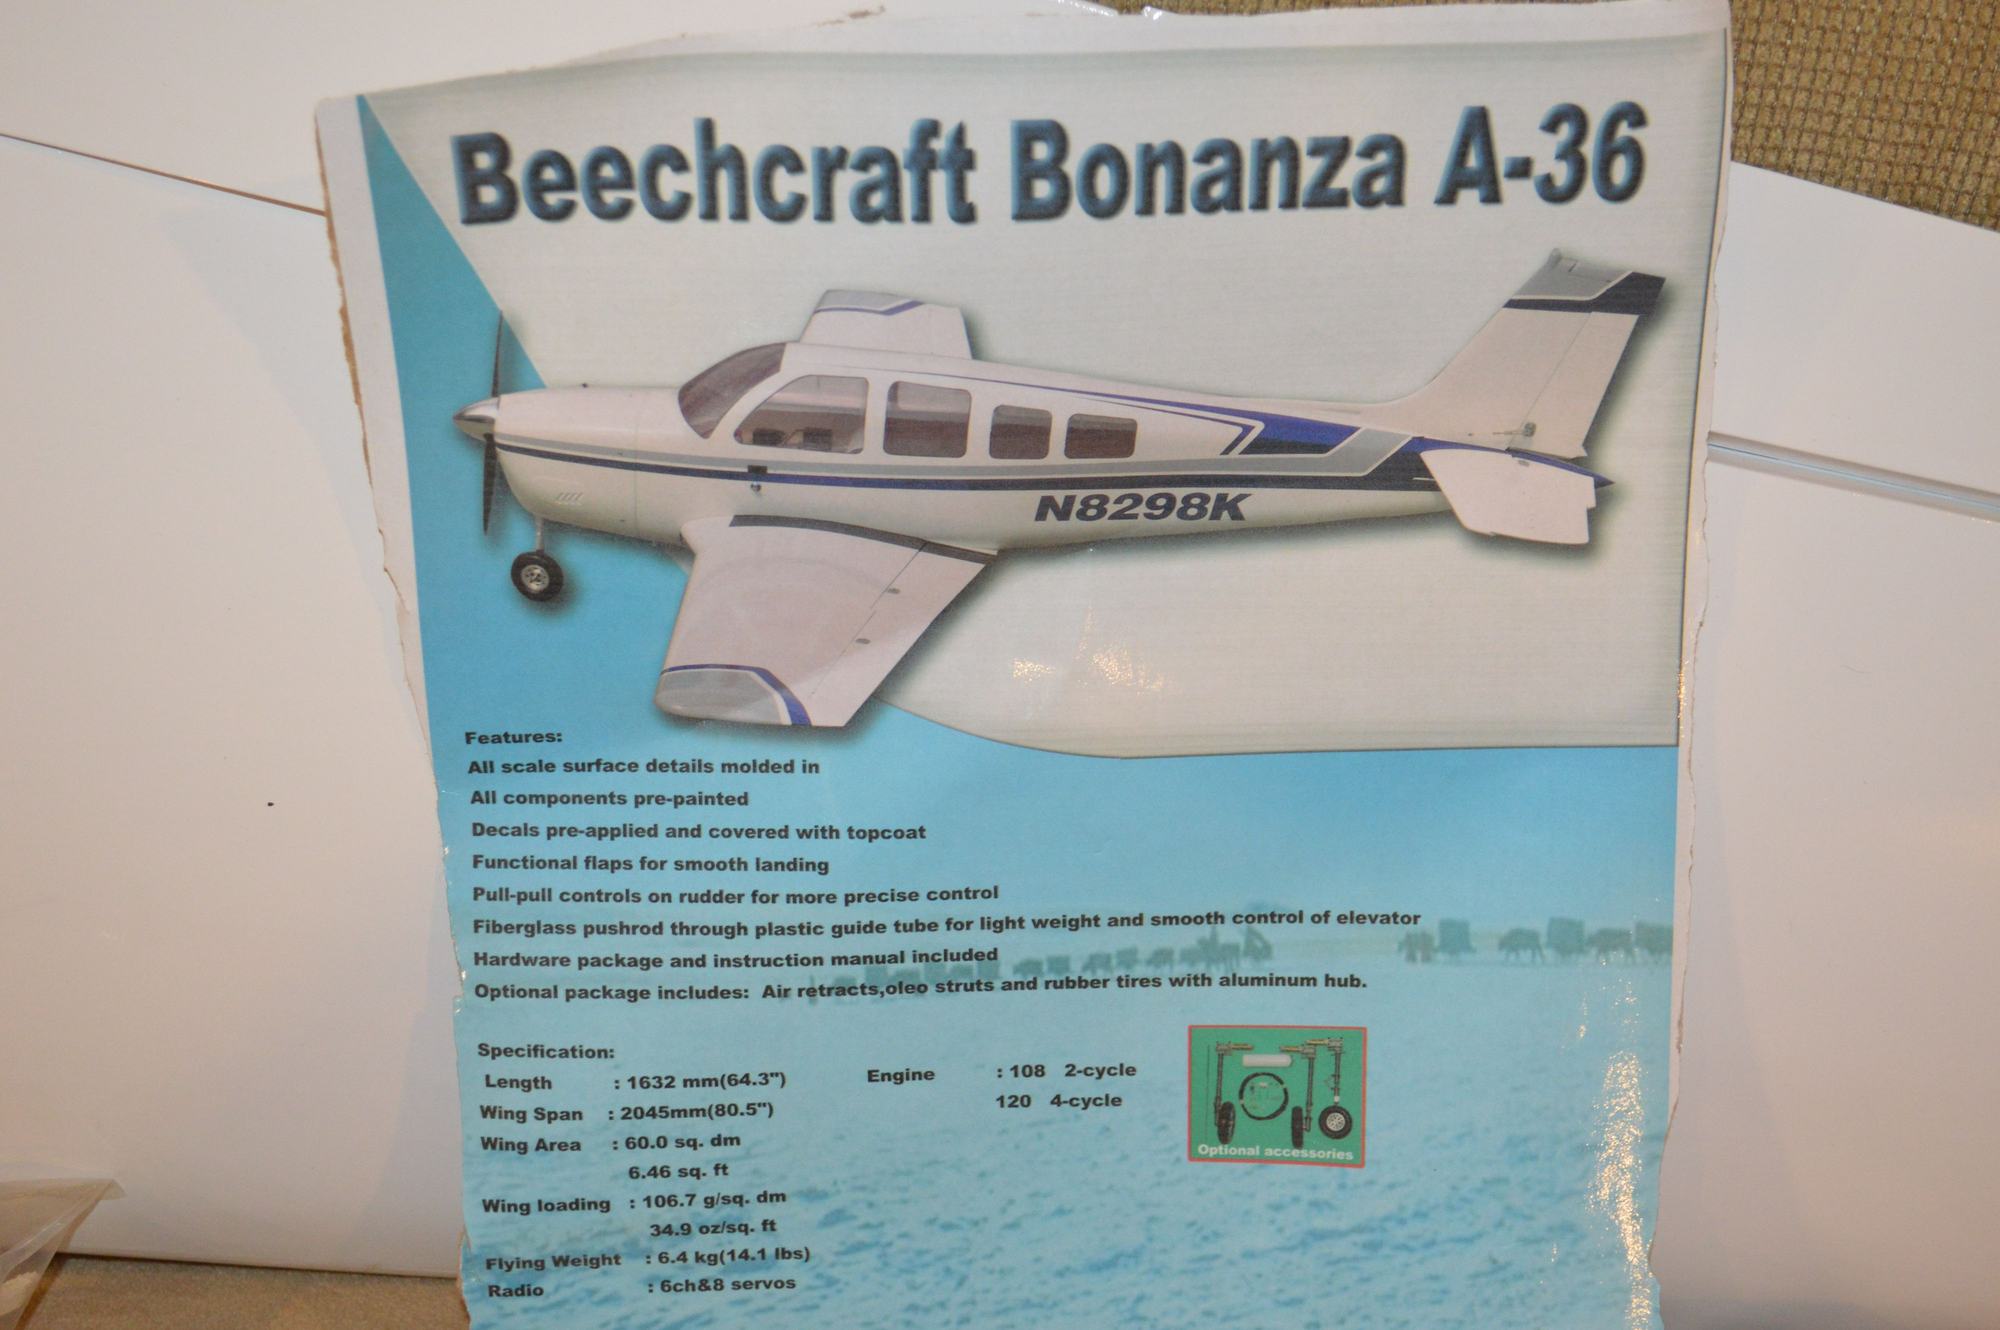 Beechcraft Bonanza A-36
N8298K
Features:
All scale surface details molded in
All components pre-painted
Decals pre-applied and covered with topcoat
Functional flaps for smooth landing
Pull-pull controls on rudder for more precise control
Fiberglass pushrod through plastic guide tube for light weight and smooth control of elevator
Hardware package and instruction manual included
Optional package includes: Air retracts,oleo struts and rubber tires with aluminum hub.
Specification:
Length : 1632 mm(64.3")
Wing Span : 2045mm(80.5")
Wing Area : 60.0 sq. dm
6.46 sq. ft
Wing loading : 106.7 g/sq. dm
34.9 oz/sq. ft
Flying Weight : 6.4 kg(14.1 lbs)
Radio : 6ch&8 servos
Engine : 108 2-cycle
120 4-cycle
Optional accessories